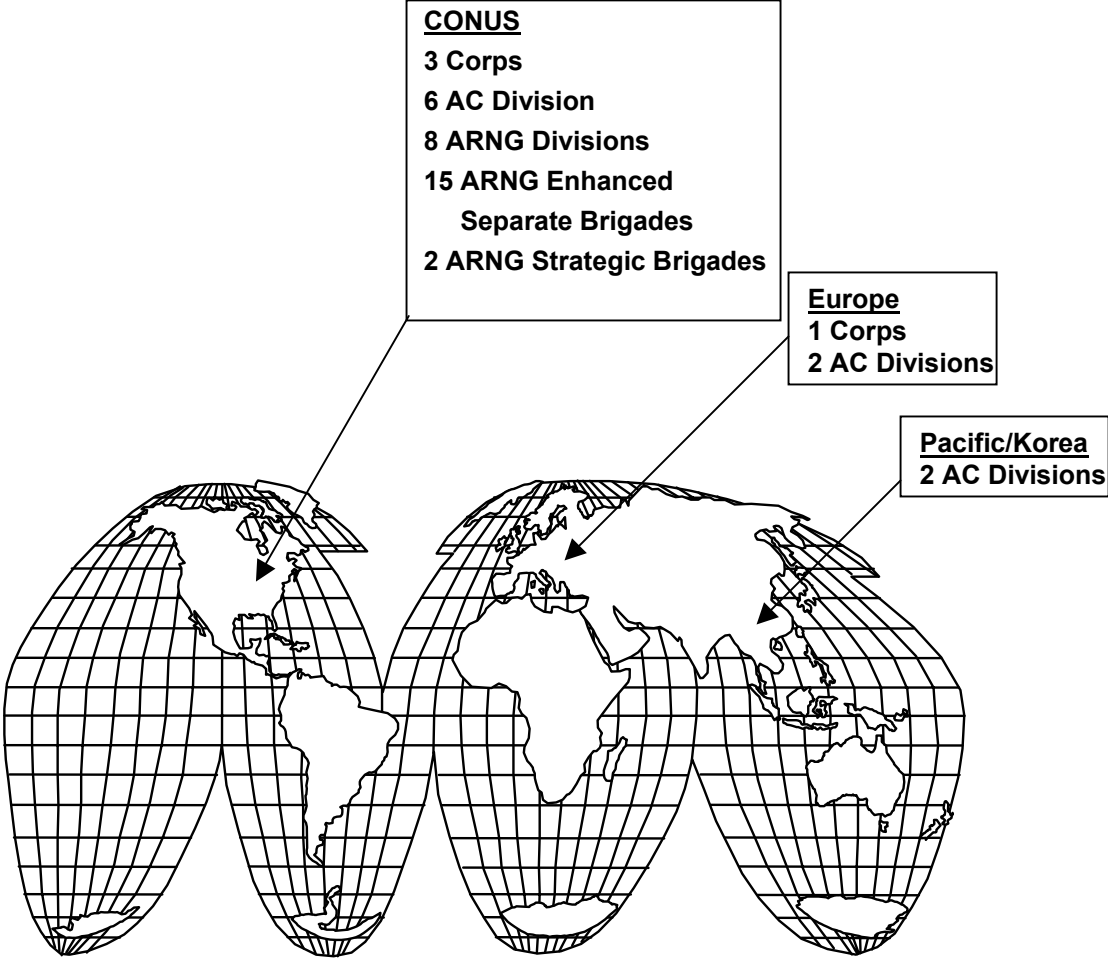 CONUS
3 Corps
6 AC Division
8 ARNG Divisions
15 ARNG Enhanced
Separate Brigades
2 ARNG Strategic Brigades
Europe
1 Corps
2 AC Divisions
Pacific/Korea
2 AC Divisions